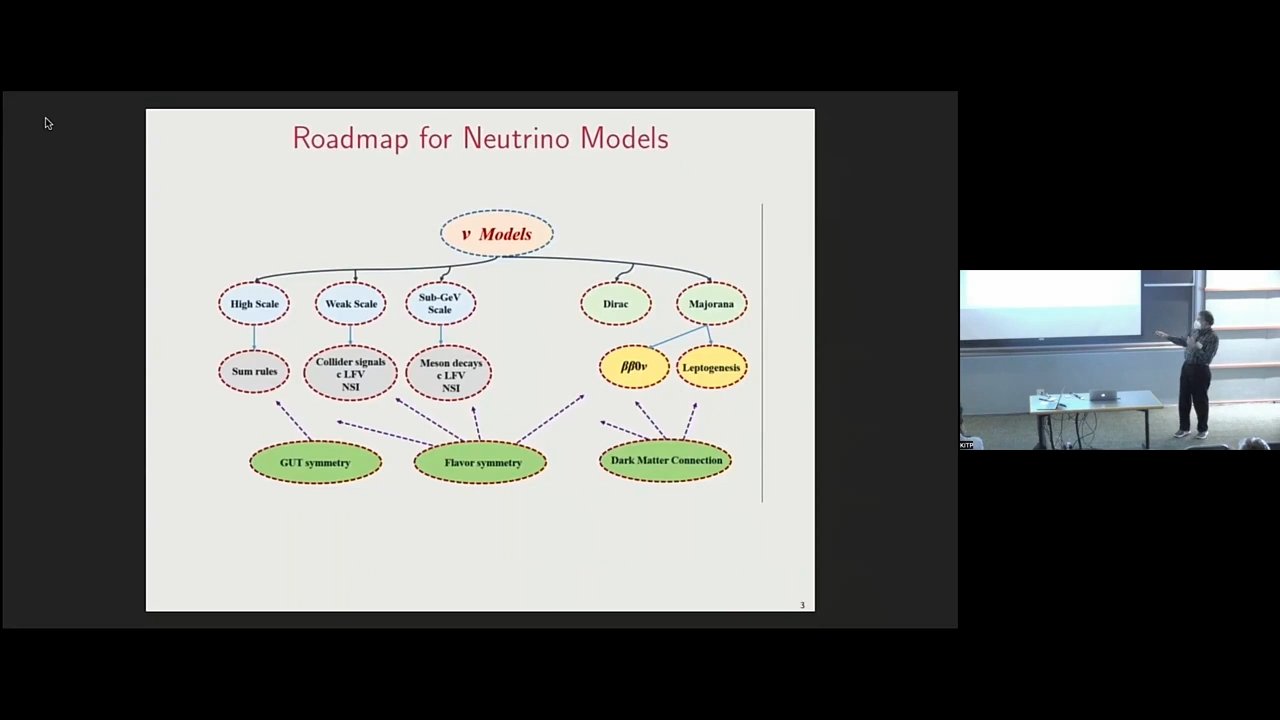 Roadmap for Neutrino Models
ν Models
High Scale
Weak Scale
Sub-GeV
Scale
Dirac
Majorana
Sum rules
Collider signals
c LFV
NSI
Meson decays
c LFV
NSI
ββ0ν
Leptogenesis
GUT symmetry
Flavor symmetry
Dark Matter Connection
3
KITP